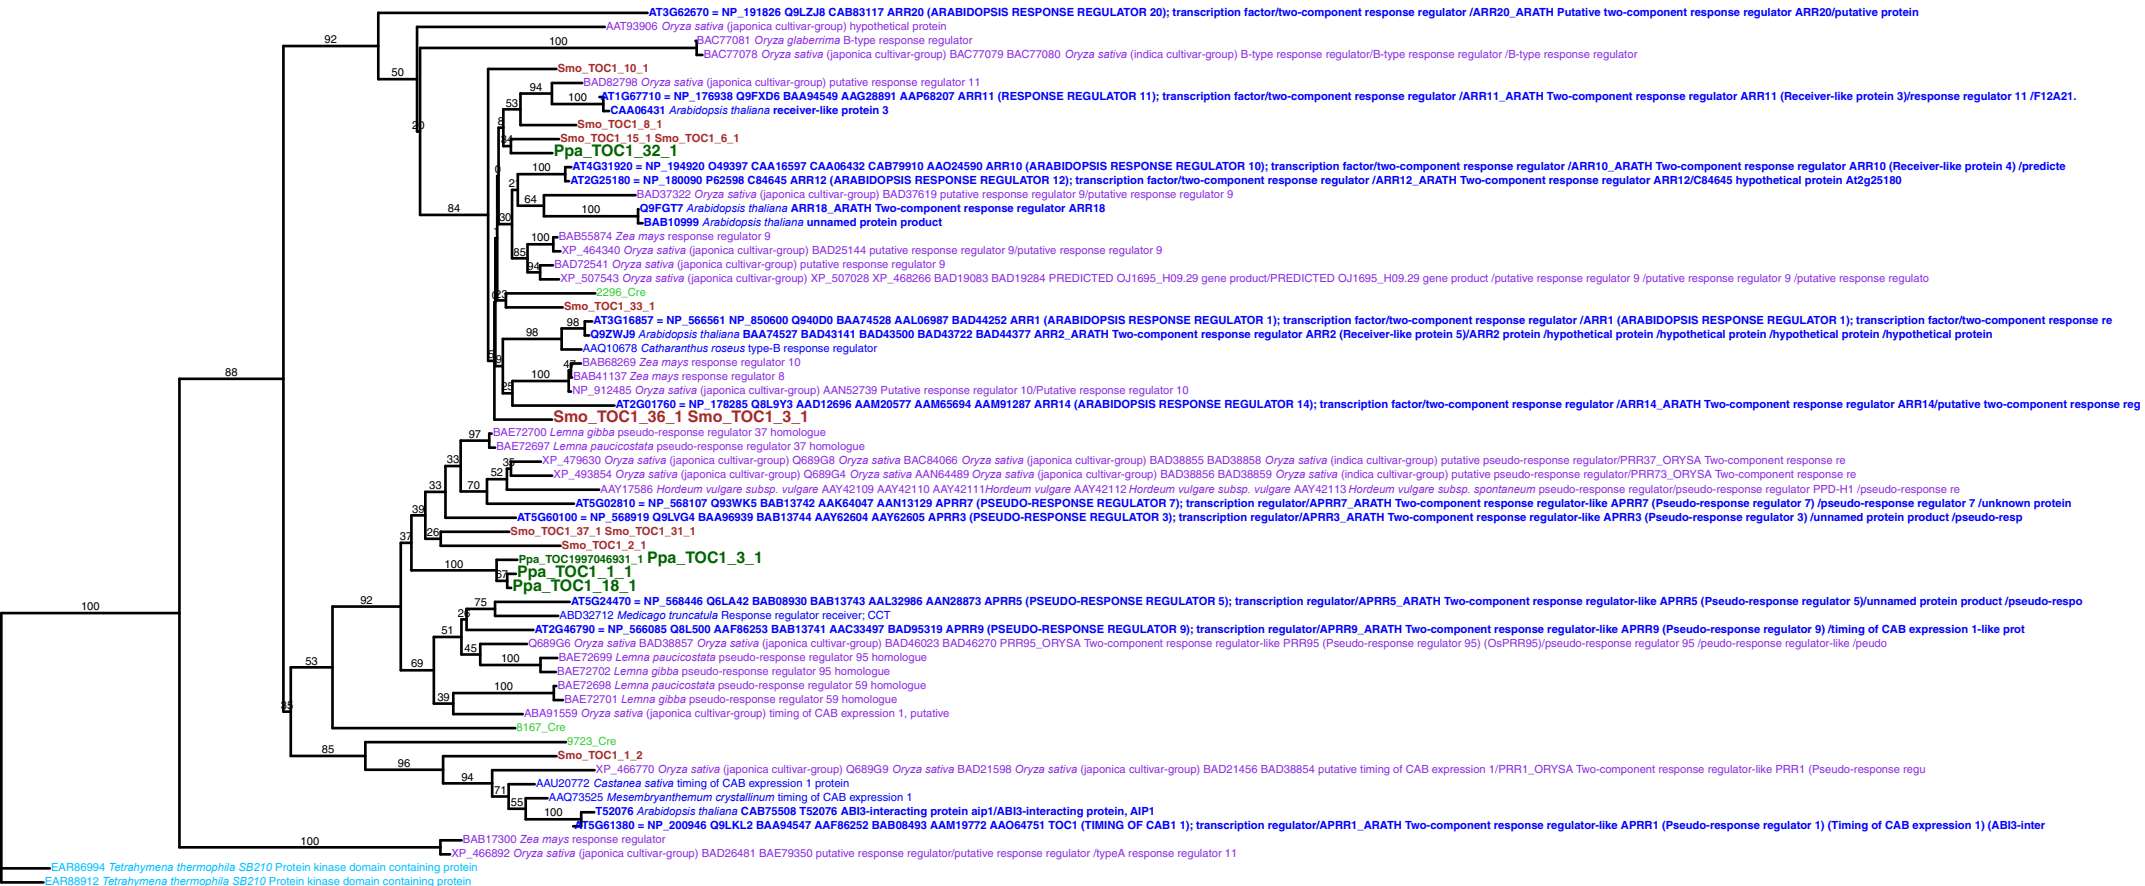 AT3G62670 = NP_191826 Q9LZJ8 CAB83117 ARR20 (ARABIDOPSIS RESPONSE REGULATOR 20); transcription factor/two-component response regulator /ARR20_ARATH Putative two-component response regulator ARR20/putative protein
AAT93906 Oryza sativa (japonica cultivar-group) hypothetical protein
92
100
BAC77081 Oryza glaberrima B-type response regulator
BAC77078 Oryza sativa (japonica cultivar-group) BAC77079 BAC77080 Oryza sativa (indica cultivar-group) B-type response regulator/B-type response regulator /B-type response regulator
50
Smo_TOC1_10_1
BAD82798 Oryza sativa (japonica cultivar-group) putative response regulator 11
94
100
AT1G67710 = NP_176938 Q9FXD6 BAA94549 AAG28891 AAP68207 ARR11 (RESPONSE REGULATOR 11); transcription factor/two-component response regulator /ARR11_ARATH Two-component response regulator ARR11 (Receiver-like protein 3)/response regulator 11 /F12A21.
53
CAA06431 Arabidopsis thaliana receiver-like protein 3
20
8
Smo_TOC1_8_1
Smo_TOC1_15_1 Smo_TOC1_6_1
Ppa_TOC1_32_1
100
AT4G31920 = NP_194920 O49397 CAA16597 CAA06432 CAB79910 AAO24590 ARR10 (ARABIDOPSIS RESPONSE REGULATOR 10); transcription factor/two-component response regulator /ARR10_ARATH Two-component response regulator ARR10 (Receiver-like protein 4) /predicte
0
AT2G25180 = NP_180090 P62598 C84645 ARR12 (ARABIDOPSIS RESPONSE REGULATOR 12); transcription factor/two-component response regulator /ARR12_ARATH Two-component response regulator ARR12/C84645 hypothetical protein At2g25180
2
64
BAD37322 Oryza sativa (japonica cultivar-group) BAD37619 putative response regulator 9/putative response regulator 9
84
30
100
Q9FGT7 Arabidopsis thaliana ARR18_ARATH Two-component response regulator ARR18
BAB10999 Arabidopsis thaliana unnamed protein product
100
BAB55874 Zea mays response regulator 9
85
XP_464340 Oryza sativa (japonica cultivar-group) BAD25144 putative response regulator 9/putative response regulator 9
94
BAD72541 Oryza sativa (japonica cultivar-group) putative response regulator 9
XP_507543 Oryza sativa (japonica cultivar-group) XP_507028 XP_468266 BAD19083 BAD19284 PREDICTED OJ1695_H09.29 gene product/PREDICTED OJ1695_H09.29 gene product /putative response regulator 9 /putative response regulator 9 /putative response regulato
2296_Cre
Smo_TOC1_33_1
98
AT3G16857 = NP_566561 NP_850600 Q940D0 BAA74528 AAL06987 BAD44252 ARR1 (ARABIDOPSIS RESPONSE REGULATOR 1); transcription factor/two-component response regulator /ARR1 (ARABIDOPSIS RESPONSE REGULATOR 1); transcription factor/two-component response re
98
Q9ZWJ9 Arabidopsis thaliana BAA74527 BAD43141 BAD43500 BAD43722 BAD44377 ARR2_ARATH Two-component response regulator ARR2 (Receiver-like protein 5)/ARR2 protein /hypothetical protein /hypothetical protein /hypothetical protein /hypothetical protein
AAQ10678 Catharanthus roseus type-B response regulator
BAB68269 Zea mays response regulator 10
100
BAB41137 Zea mays response regulator 8
88
NP_912485 Oryza sativa (japonica cultivar-group) AAN52739 Putative response regulator 10/Putative response regulator 10
AT2G01760 = NP_178285 Q8L9Y3 AAD12696 AAM20577 AAM65694 AAM91287 ARR14 (ARABIDOPSIS RESPONSE REGULATOR 14); transcription factor/two-component response regulator /ARR14_ARATH Two-component response regulator ARR14/putative two-component response reg
Smo_TOC1_36_1 Smo_TOC1_3_1
97
BAE72700 Lemna gibba pseudo-response regulator 37 homologue
BAE72697 Lemna paucicostata pseudo-response regulator 37 homologue
33
XP_479630 Oryza sativa (japonica cultivar-group) Q689G8 Oryza sativa BAC84066 Oryza sativa (japonica cultivar-group) BAD38855 BAD38858 Oryza sativa (indica cultivar-group) putative pseudo-response regulator/PRR37_ORYSA Two-component response re
52
XP_493854 Oryza sativa (japonica cultivar-group) Q689G4 Oryza sativa AAN64489 Oryza sativa (japonica cultivar-group) BAD38856 BAD38859 Oryza sativa (indica cultivar-group) putative pseudo-response regulator/PRR73_ORYSA Two-component response re
33
70
AAY17586 Hordeum vulgare subsp. vulgare AAY42109 AAY42110 AAY42111Hordeum vulgare AAY42112 Hordeum vulgare subsp. vulgare AAY42113 Hordeum vulgare subsp. spontaneum pseudo-response regulator/pseudo-response regulator PPD-H1 /pseudo-response re
AT5G02810 = NP_568107 Q93WK5 BAB13742 AAK64047 AAN13129 APRR7 (PSEUDO-RESPONSE REGULATOR 7); transcription regulator/APRR7_ARATH Two-component response regulator-like APRR7 (Pseudo-response regulator 7) /pseudo-response regulator 7 /unknown protein
39
AT5G60100 = NP_568919 Q9LVG4 BAA96939 BAB13744 AAY62604 AAY62605 APRR3 (PSEUDO-RESPONSE REGULATOR 3); transcription regulator/APRR3_ARATH Two-component response regulator-like APRR3 (Pseudo-response regulator 3) /unnamed protein product /pseudo-resp
26
Smo_TOC1_37_1 Smo_TOC1_31_1
37
Smo_TOC1_2_1
100
Ppa_TOC1997046931_1 Ppa_TOC1_3_1
67
Ppa_TOC1_1_1
Ppa_TOC1_18_1
100
92
75
AT5G24470 = NP_568446 Q6LA42 BAB08930 BAB13743 AAL32986 AAN28873 APRR5 (PSEUDO-RESPONSE REGULATOR 5); transcription regulator/APRR5_ARATH Two-component response regulator-like APRR5 (Pseudo-response regulator 5)/unnamed protein product /pseudo-respo
26
ABD32712 Medicago truncatula Response regulator receiver; CCT
51
AT2G46790 = NP_566085 Q8L500 AAF86253 BAB13741 AAC33497 BAD95319 APRR9 (PSEUDO-RESPONSE REGULATOR 9); transcription regulator/APRR9_ARATH Two-component response regulator-like APRR9 (Pseudo-response regulator 9) /timing of CAB expression 1-like prot
45
Q689G6 Oryza sativa BAD38857 Oryza sativa (japonica cultivar-group) BAD46023 BAD46270 PRR95_ORYSA Two-component response regulator-like PRR95 (Pseudo-response regulator 95) (OsPRR95)/pseudo-response regulator 95 /peudo response regulator-like /peudo
53
69
100
BAE72699 Lemna paucicostata pseudo-response regulator 95 homologue
BAE72702 Lemna gibba pseudo-response regulator 95 homologue
100
BAE72698 Lemna paucicostata pseudo-response regulator 59 homologue
39
BAE72701 Lemna gibba pseudo-response regulator 59 homologue
35
ABA91559 Oryza sativa (japonica cultivar-group) timing of CAB expression 1, putative
8167_Cre
85
9723_Cre
Smo_TOC1_1_2
96
XP_466770 Oryza sativa (japonica cultivar-group) Q689G9 Oryza sativa BAD21598 Oryza sativa (japonica cultivar-group) BAD21456 BAD38854 putative timing of CAB expression 1/PRR1_ORYSA Two-component response regulator-like PRR1 (Pseudo-response regu
94
AAU20772 Castanea sativa timing of CAB expression 1 protein
71
AAQ73525 Mesembryanthemum crystallinum timing of CAB expression 1
55
100
T52076 Arabidopsis thaliana CAB75508 T52076 ABI3-interacting protein aip1/ABI3-interacting protein, AIP1
AT5G61380 = NP_200946 Q9LKL2 BAA94547 AAF86252 BAB08493 AAM19772 AAO64751 TOC1 (TIMING OF CAB1 1); transcription regulator/APRR1_ARATH Two-component response regulator-like APRR1 (Pseudo-response regulator 1) (Timing of CAB expression 1) (ABI3-inter
100
BAB17300 Zea mays response regulator
XP_466892 Oryza sativa (japonica cultivar-group) BAD26481 BAE79350 putative response regulator/putative response regulator /typeA response regulator 11
EAR86994 Tetrahymena thermophila SB210 Protein kinase domain containing protein
EAR88912 Tetrahymena thermophila SB210 Protein kinase domain containing protein